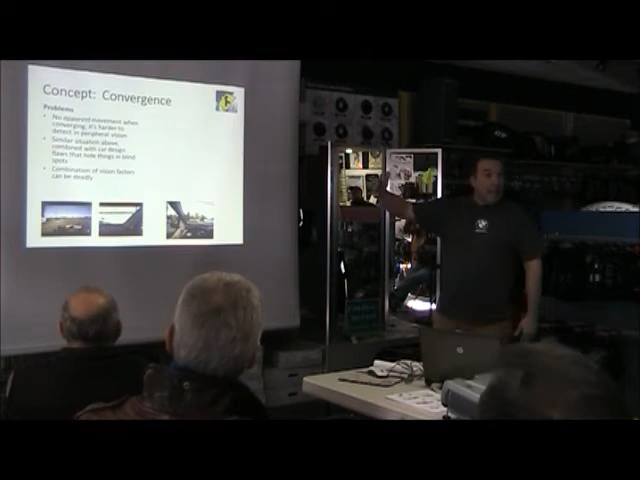 Concept: Convergence
Problems
• No apparent movement when
converging, it's harder to
detect in peripheral vision
• Similar situation above,
combined with car design
flaws that hide things in blind
spots
• Combination of vision factors
can be deadly